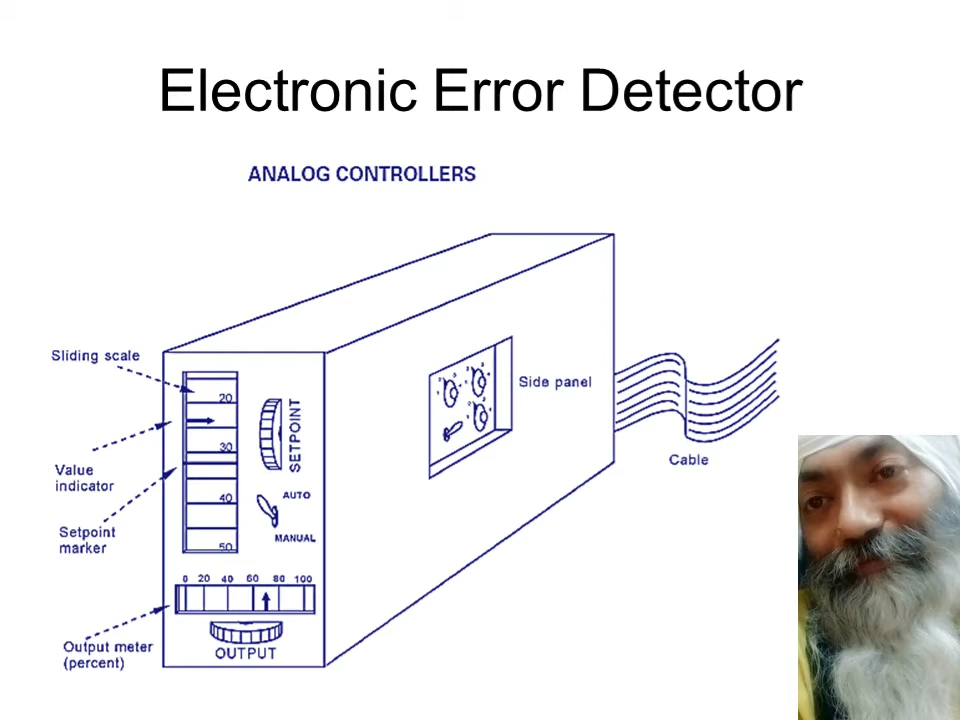 Electronic Error Detector
ANALOG CONTROLLERS
Sliding scale
20
30
40
50
Value
indicator
Setpoint
marker
SETPOINT
AUTO
MANUAL
Side panel
Cable
0 20 40 60 80 100
Output meter
(percent)
OUTPUT